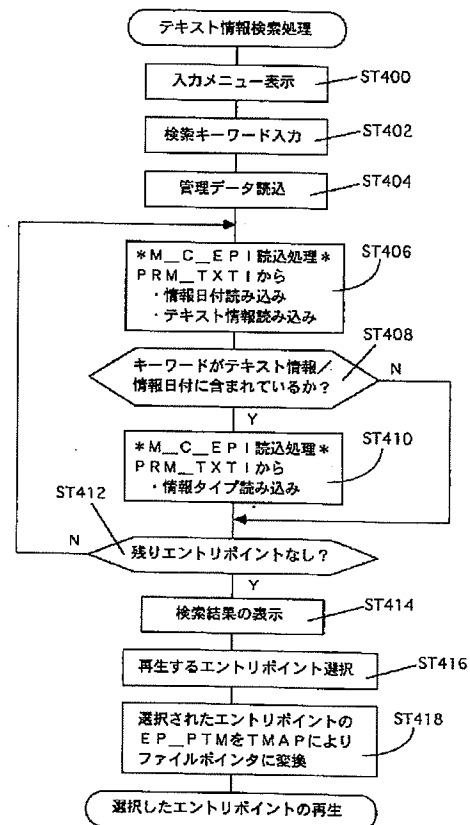 テキスト情報検索処理
入力メニュー表示
ST400
検索キーワード入力
ST402
管理データ読込
ST404
＊M__C__EPI読込処理＊
PRM__TXTIから
・情報日付読み込み
・テキスト情報読み込み
ST406
キーワードがテキスト情報／
情報日付に含まれているか？
ST408
N
Y
＊M__C__EPI読込処理＊
PRM__TXTIから
・情報タイプ読み込み
ST410
ST412
N
残りエントリポイントなし？
Y
検索結果の表示
ST414
再生するエントリポイント選択
ST416
選択されたエントリポイントの
EP__PTMをTMAPにより
ファイルポインタに変換
ST418
選択したエントリポイントの再生